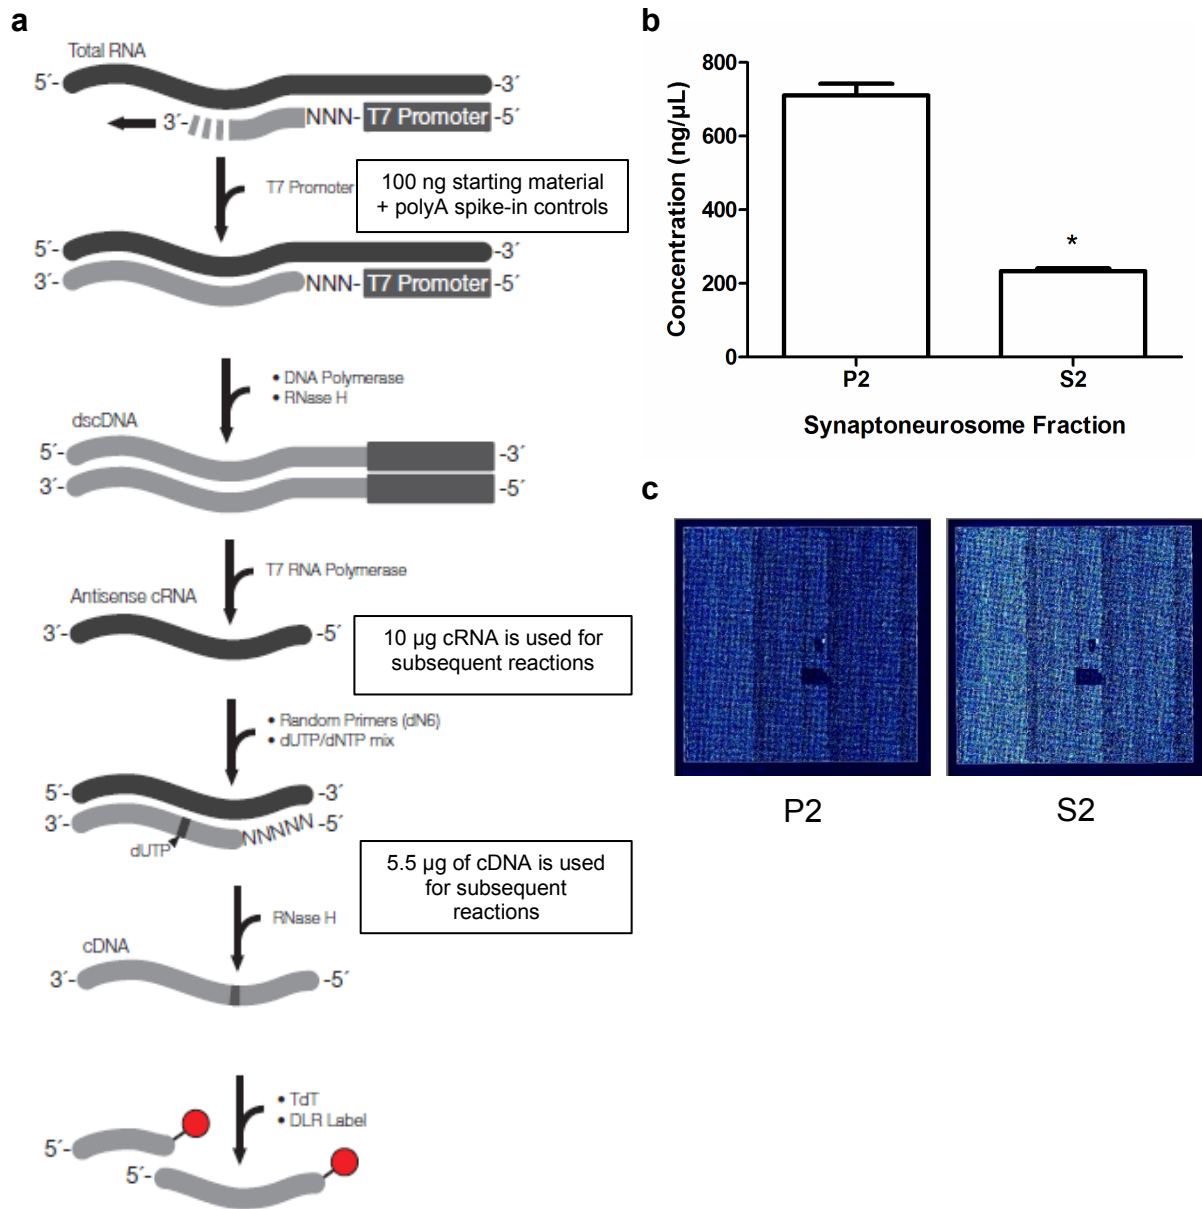 a
Total RNA
5´- -3´
3´- NNN- T7 Promoter -5´
T7 Promoter
100 ng starting material
+ polyA spike-in controls
5´- -3´
3´- NNN- T7 Promoter -5´
• DNA Polymerase
• RNase H
dscDNA
5´- -3´
3´- -5´
T7 RNA Polymerase
Antisense cRNA
3´- -5´
10 µg cRNA is used for
subsequent reactions
• Random Primers (dN6)
• dUTP/dNTP mix
5´- -3´
3´- NNNNN -5´
dUTP
5.5 µg of cDNA is used
for subsequent
reactions
RNase H
cDNA
3´- -5´
• TdT
• DLR Label
5´-
5´-
b
Concentration (ng/µL)
800
600
400
200
0
*
P2 S2
Synaptoneurosome Fraction
c
P2 S2